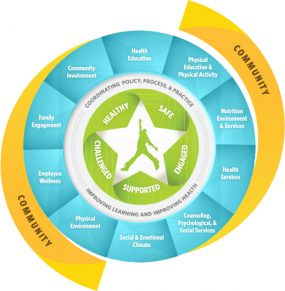 COMMUNITY
Health
Education
Physical
Education &
Physical Activity
Nutrition
Environment
& Services
Health
Services
Counseling,
Psychological, &
Social Services
Social & Emotional
Climate
Physical
Environment
Employee
Wellness
Family
Engagement
Community
Involvement
COORDINATING POLICY, PROCESS, & PRACTICE
IMPROVING LEARNING AND IMPROVING HEALTH
HEALTHY
SAFE
ENGAGED
SUPPORTED
CHALLENGED
COMMUNITY